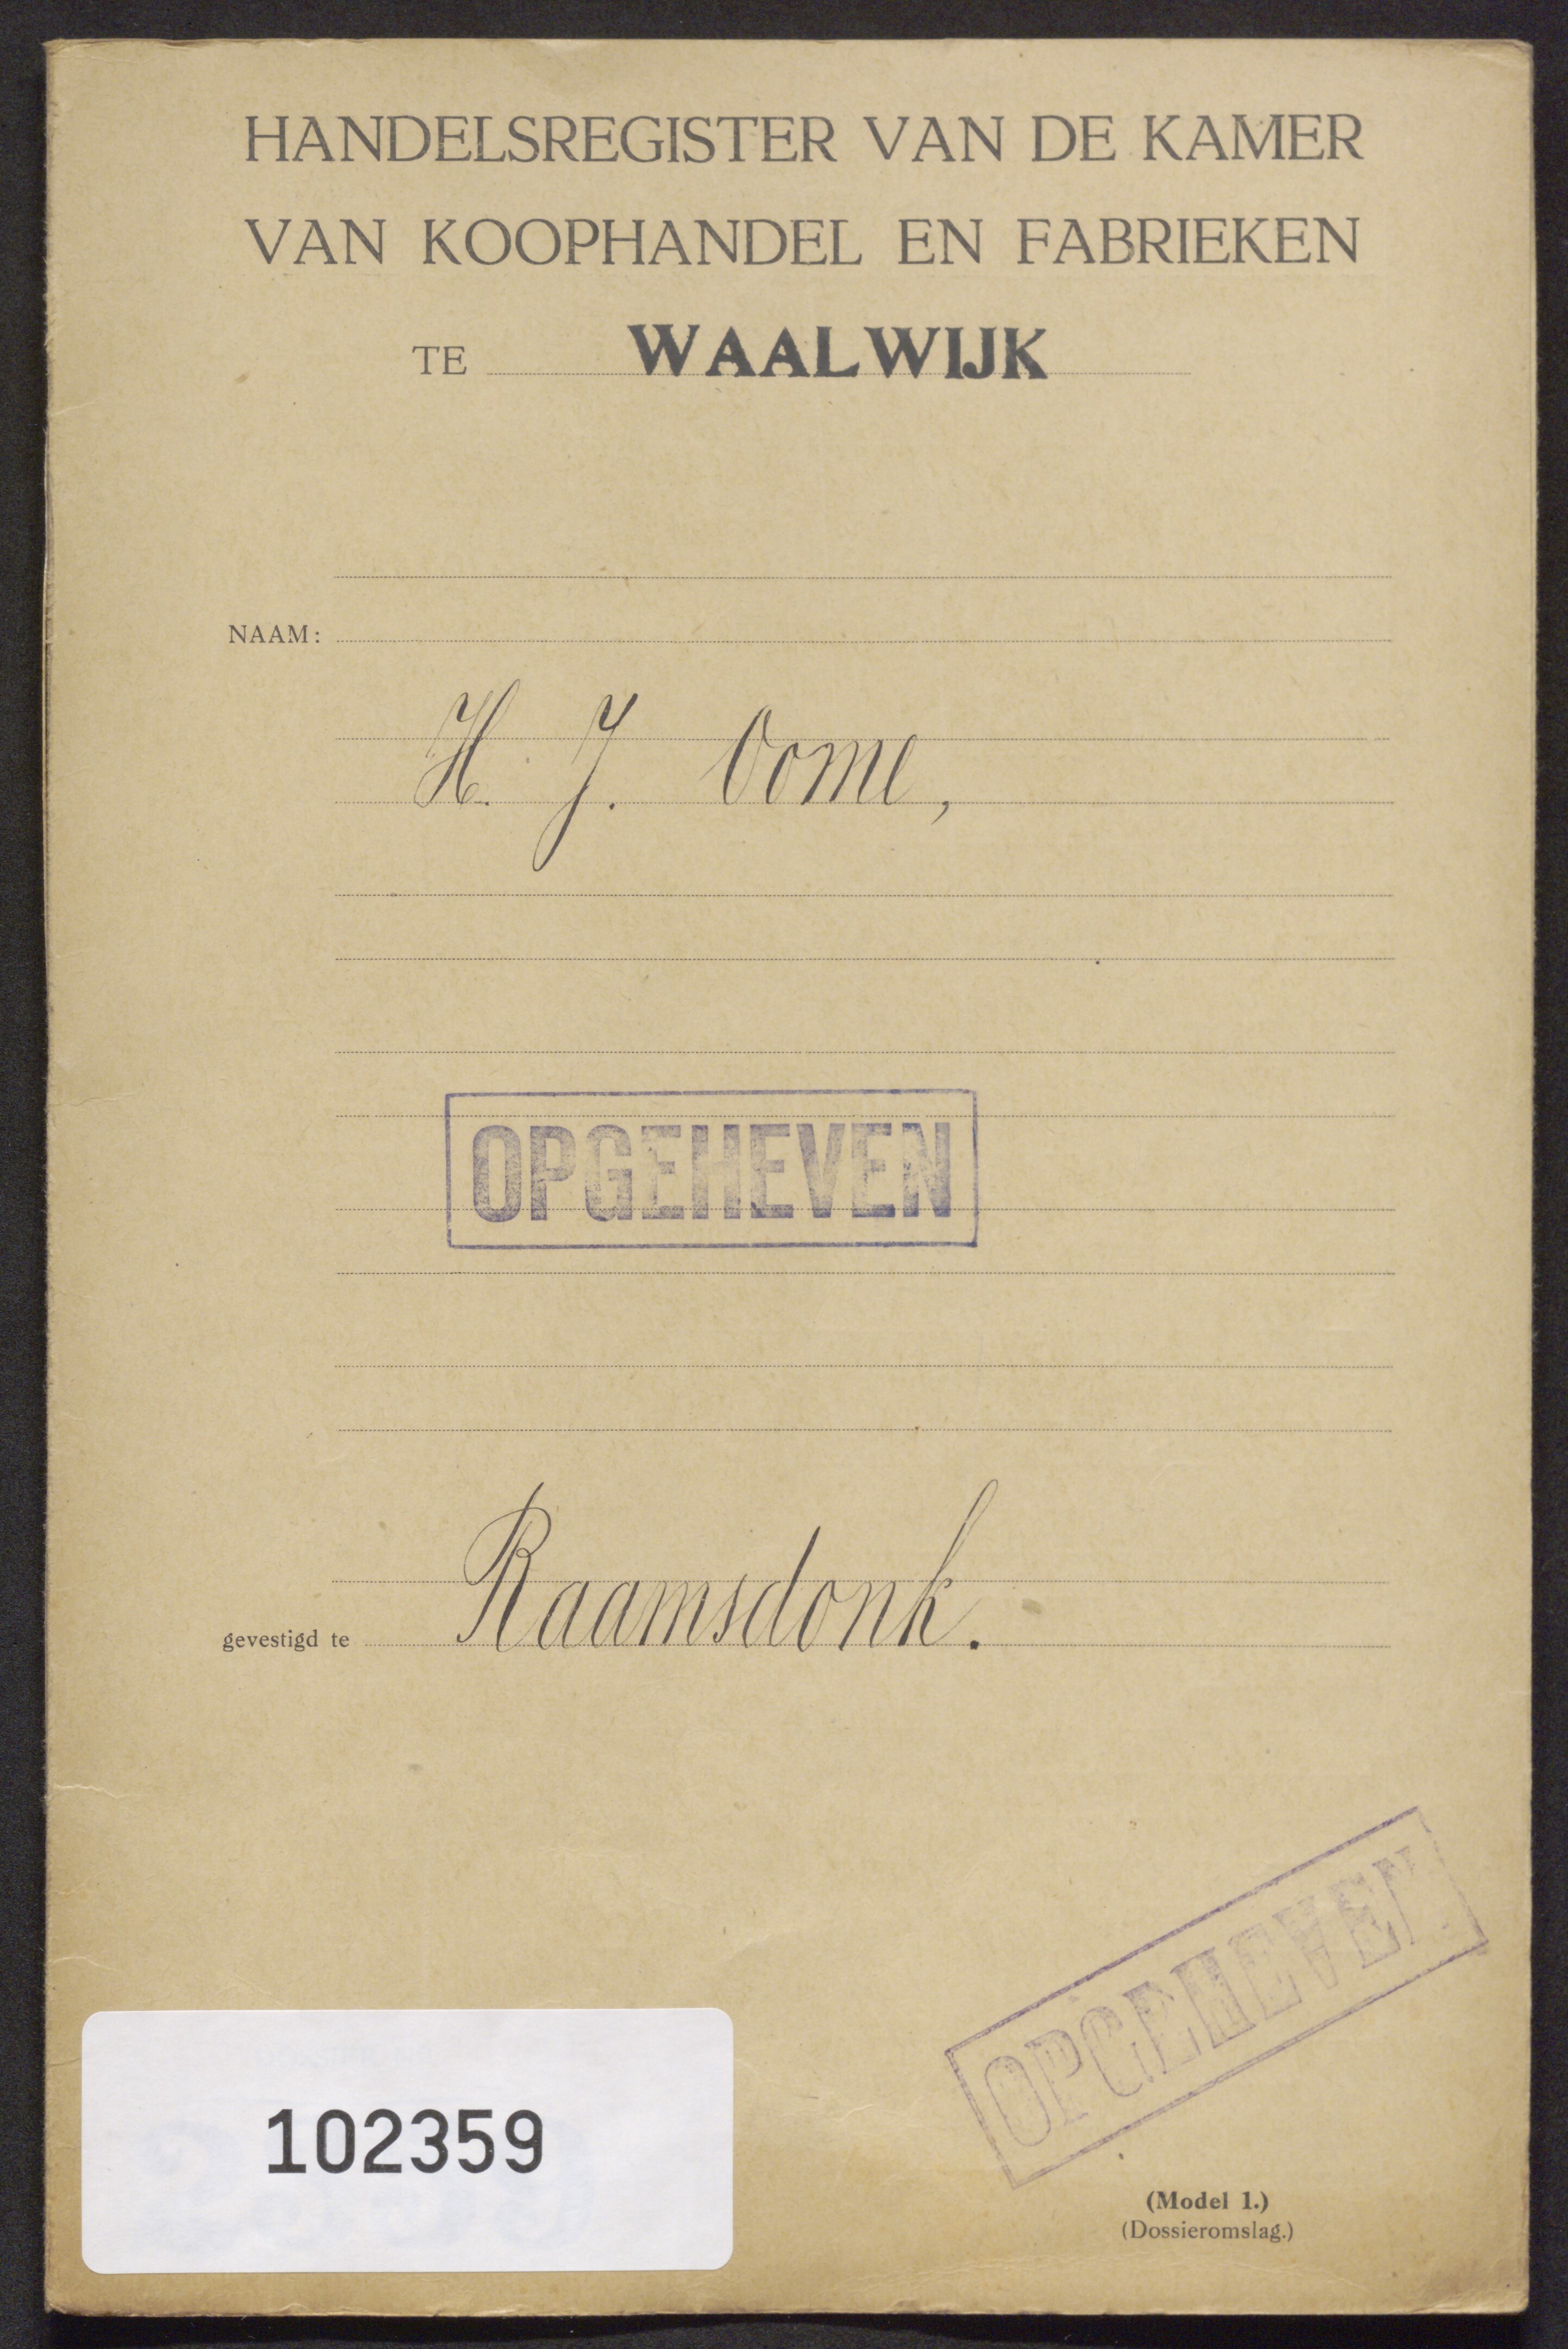 HANDELSREGISTER VAN DE KAMER
VAN KOOPHANDEL EN FABRIEKEN
TE WAALWIJK
NAAM:
H. J. Oome,
OPGEHEVEN
gevestigd te Raamsdonk.
OPGEHEVEN
102359
(Model 1.)
(Dossieromslag.)